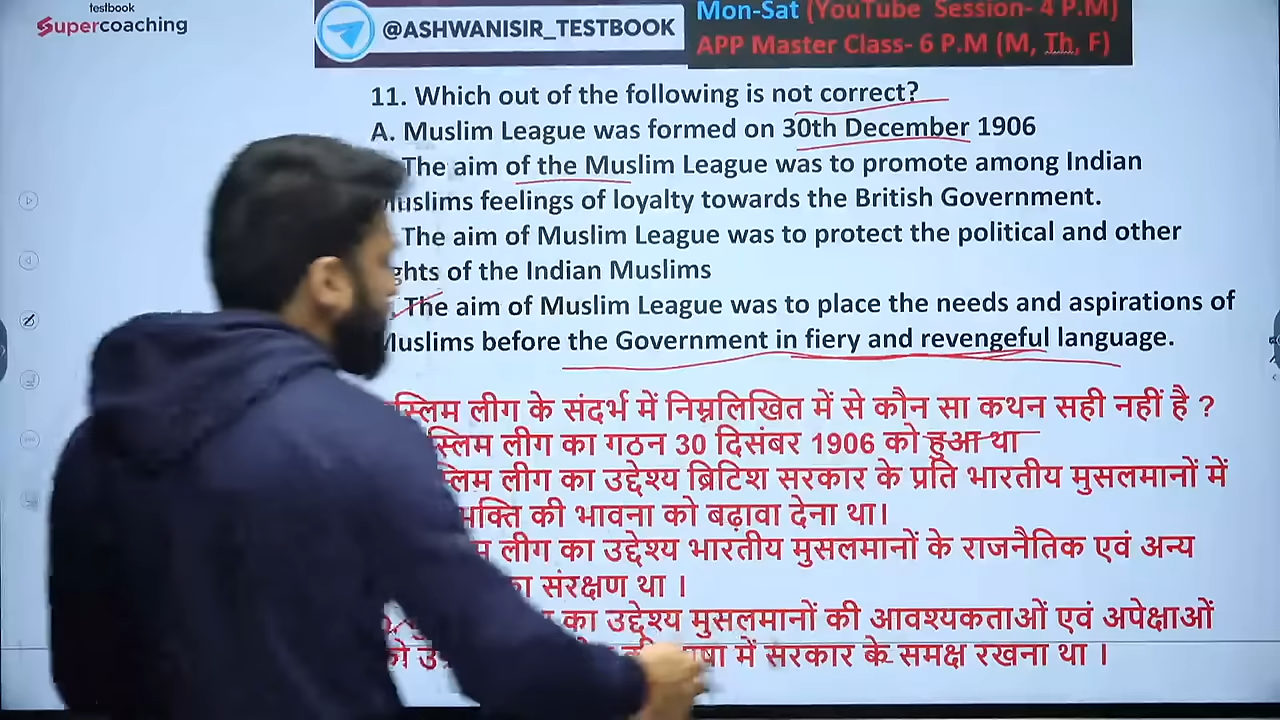 testbook
Supercoaching
@ASHWANISIR_TESTBOOK
Mon-Sat (YouTube Session- 4 P.M)
APP Master Class- 6 P.M (M, Th, F)
11. Which out of the following is not correct?
A. Muslim League was formed on 30th December 1906
The aim of the Muslim League was to promote among Indian
Muslims feelings of loyalty towards the British Government.
The aim of Muslim League was to protect the political and other
of the Indian Muslims
The aim of Muslim League was to place the needs and aspirations of
Muslims before the Government in fiery and revengeful language.
लीग के संदर्भ में निम्नलिखित में से कौन सा कथन सही नहीं है ?
लीग का गठन 30 दिसंबर 1906 को हुआ था
लीग का उद्देश्य ब्रिटिश सरकार के प्रति भारतीय मुसलमानों में
की भावना को बढ़ावा देना था।
लीग का उद्देश्य भारतीय मुसलमानों के राजनैतिक एवं अन्य
संरक्षण था ।
का उद्देश्य मुसलमानों की आवश्यकताओं एवं अपेक्षाओं
में सरकार के समक्ष रखना था ।